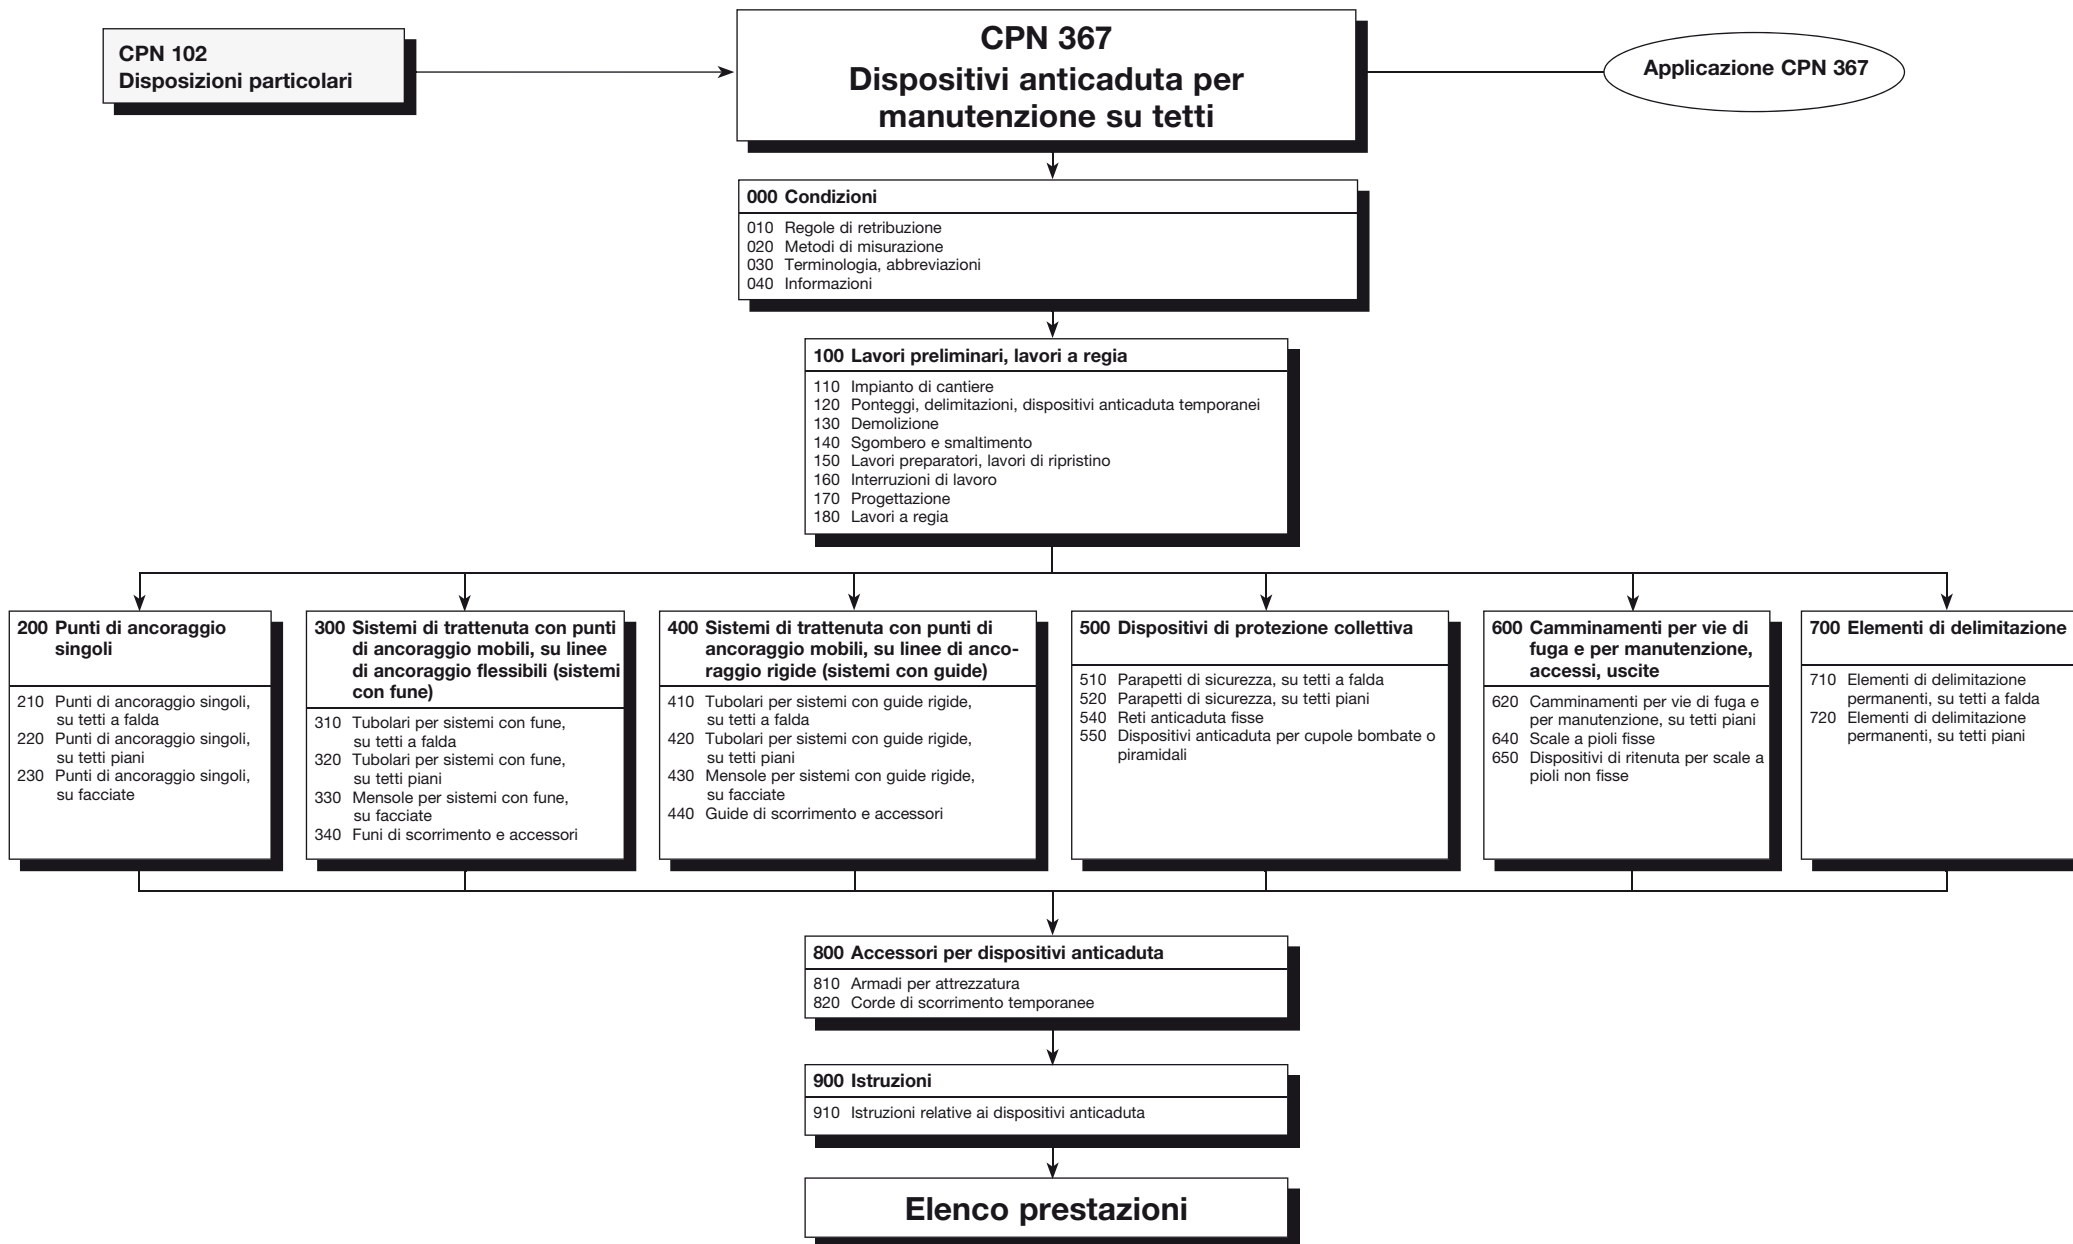 CPN 102
Disposizioni particolari
CPN 367
Dispositivi anticaduta per
manutenzione su tetti
Applicazione CPN 367
000 Condizioni
010 Regole di retribuzione
020 Metodi di misurazione
030 Terminologia, abbreviazioni
040 Informazioni
100 Lavori preliminari, lavori a regia
110 Impianto di cantiere
120 Ponteggi, delimitazioni, dispositivi anticaduta temporanei
130 Demolizione
140 Sgombero e smaltimento
150 Lavori preparatori, lavori di ripristino
160 Interruzioni di lavoro
170 Progettazione
180 Lavori a regia
200 Punti di ancoraggio
singoli
210 Punti di ancoraggio singoli,
su tetti a falda
220 Punti di ancoraggio singoli,
su tetti piani
230 Punti di ancoraggio singoli,
su facciate
300 Sistemi di trattenuta con punti
di ancoraggio mobili, su linee
di ancoraggio flessibili (sistemi
con fune)
310 Tubolari per sistemi con fune,
su tetti a falda
320 Tubolari per sistemi con fune,
su tetti piani
330 Mensole per sistemi con fune,
su facciate
340 Funi di scorrimento e accessori
400 Sistemi di trattenuta con punti di
ancoraggio mobili, su linee di anco-
raggio rigide (sistemi con guide)
410 Tubolari per sistemi con guide rigide,
su tetti a falda
420 Tubolari per sistemi con guide rigide,
su tetti piani
430 Mensole per sistemi con guide rigide,
su facciate
440 Guide di scorrimento e accessori
500 Dispositivi di protezione collettiva
510 Parapetti di sicurezza, su tetti a falda
520 Parapetti di sicurezza, su tetti piani
540 Reti anticaduta fisse
550 Dispositivi anticaduta per cupole bombate o
piramidali
600 Camminamenti per vie di
fuga e per manutenzione,
accessi, uscite
620 Camminamenti per vie di fuga e
per manutenzione, su tetti piani
640 Scale a pioli fisse
650 Dispositivi di ritenuta per scale a
pioli non fisse
700 Elementi di delimitazione
710 Elementi di delimitazione
permanenti, su tetti a falda
720 Elementi di delimitazione
permanenti, su tetti piani
800 Accessori per dispositivi anticaduta
810 Armadi per attrezzatura
820 Corde di scorrimento temporanee
900 Istruzioni
910 Istruzioni relative ai dispositivi anticaduta
Elenco prestazioni